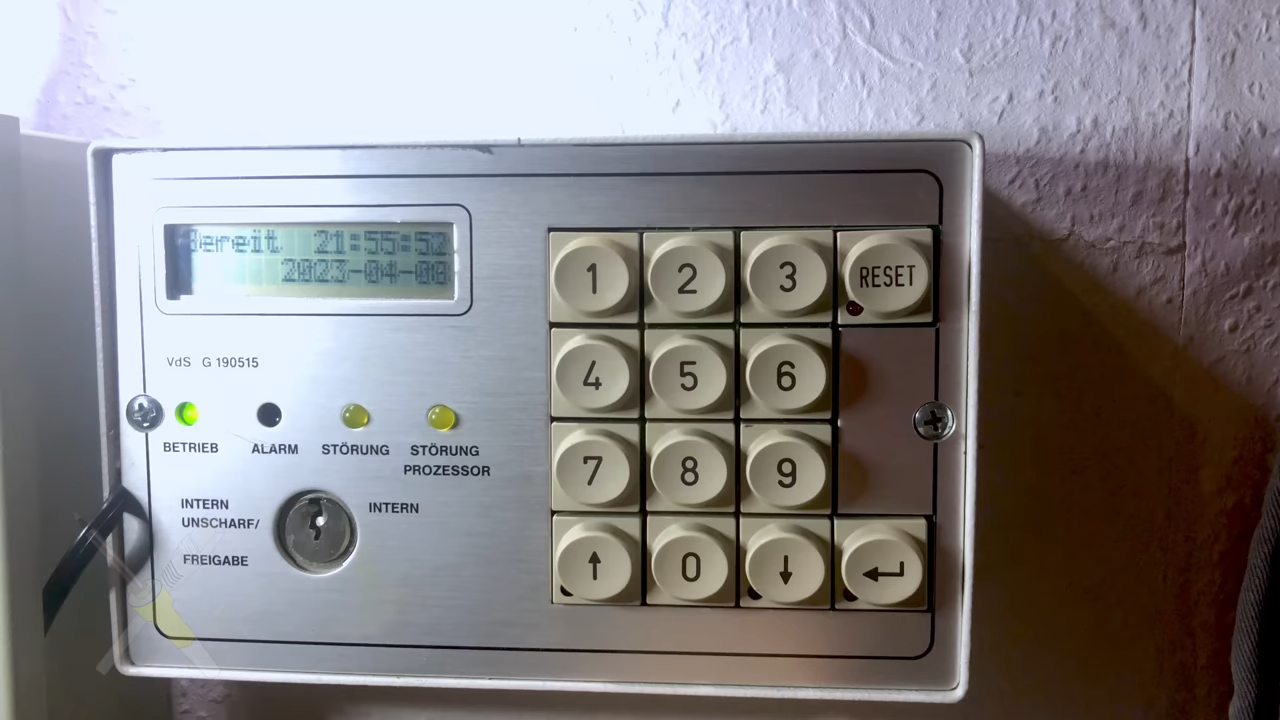 Bereit 21:55:52
2023-04-08
VdS G 190515
BETRIEB
ALARM
STÖRUNG
STÖRUNG
PROZESSOR
INTERN
UNSCHARF/
FREIGABE
INTERN
1 2 3 RESET
4 5 6
7 8 9
↑ 0 ↓ ↵